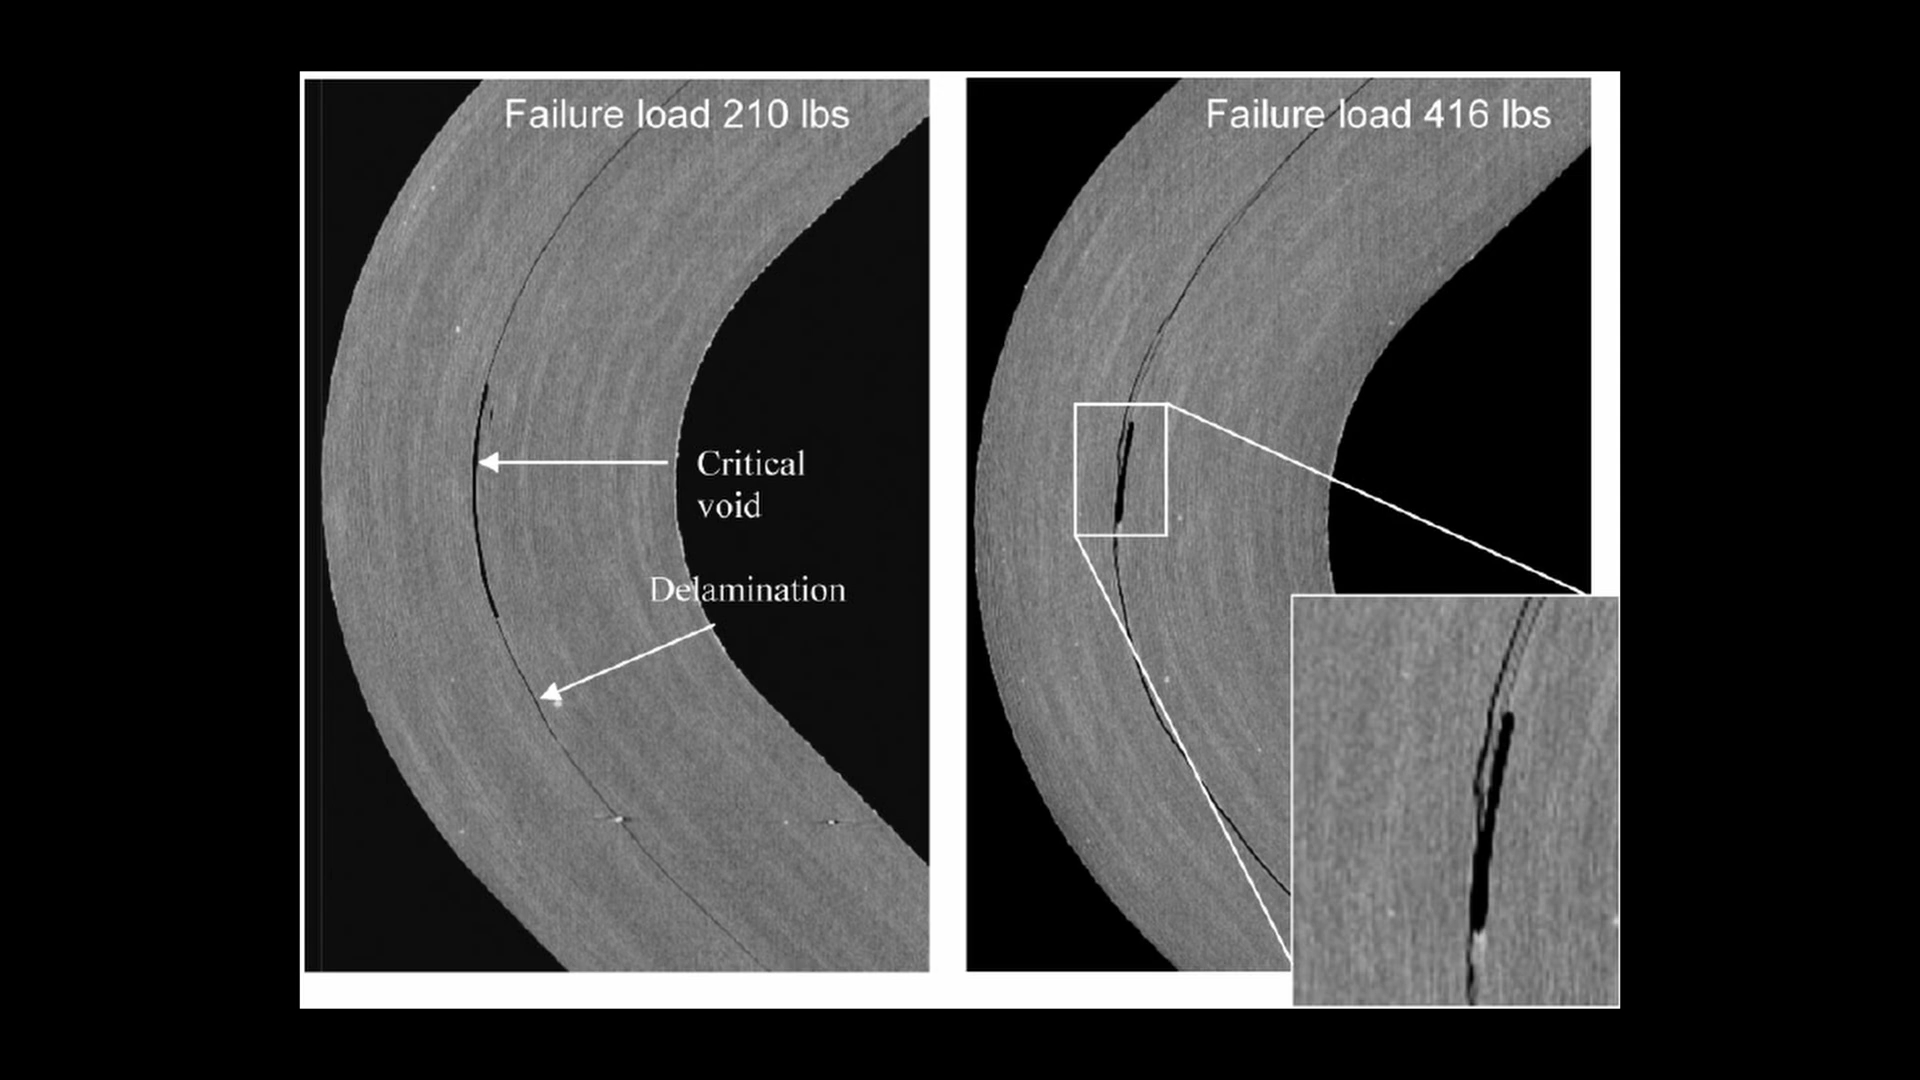 Failure load 210 lbs
Critical
void
Delamination
Failure load 416 lbs